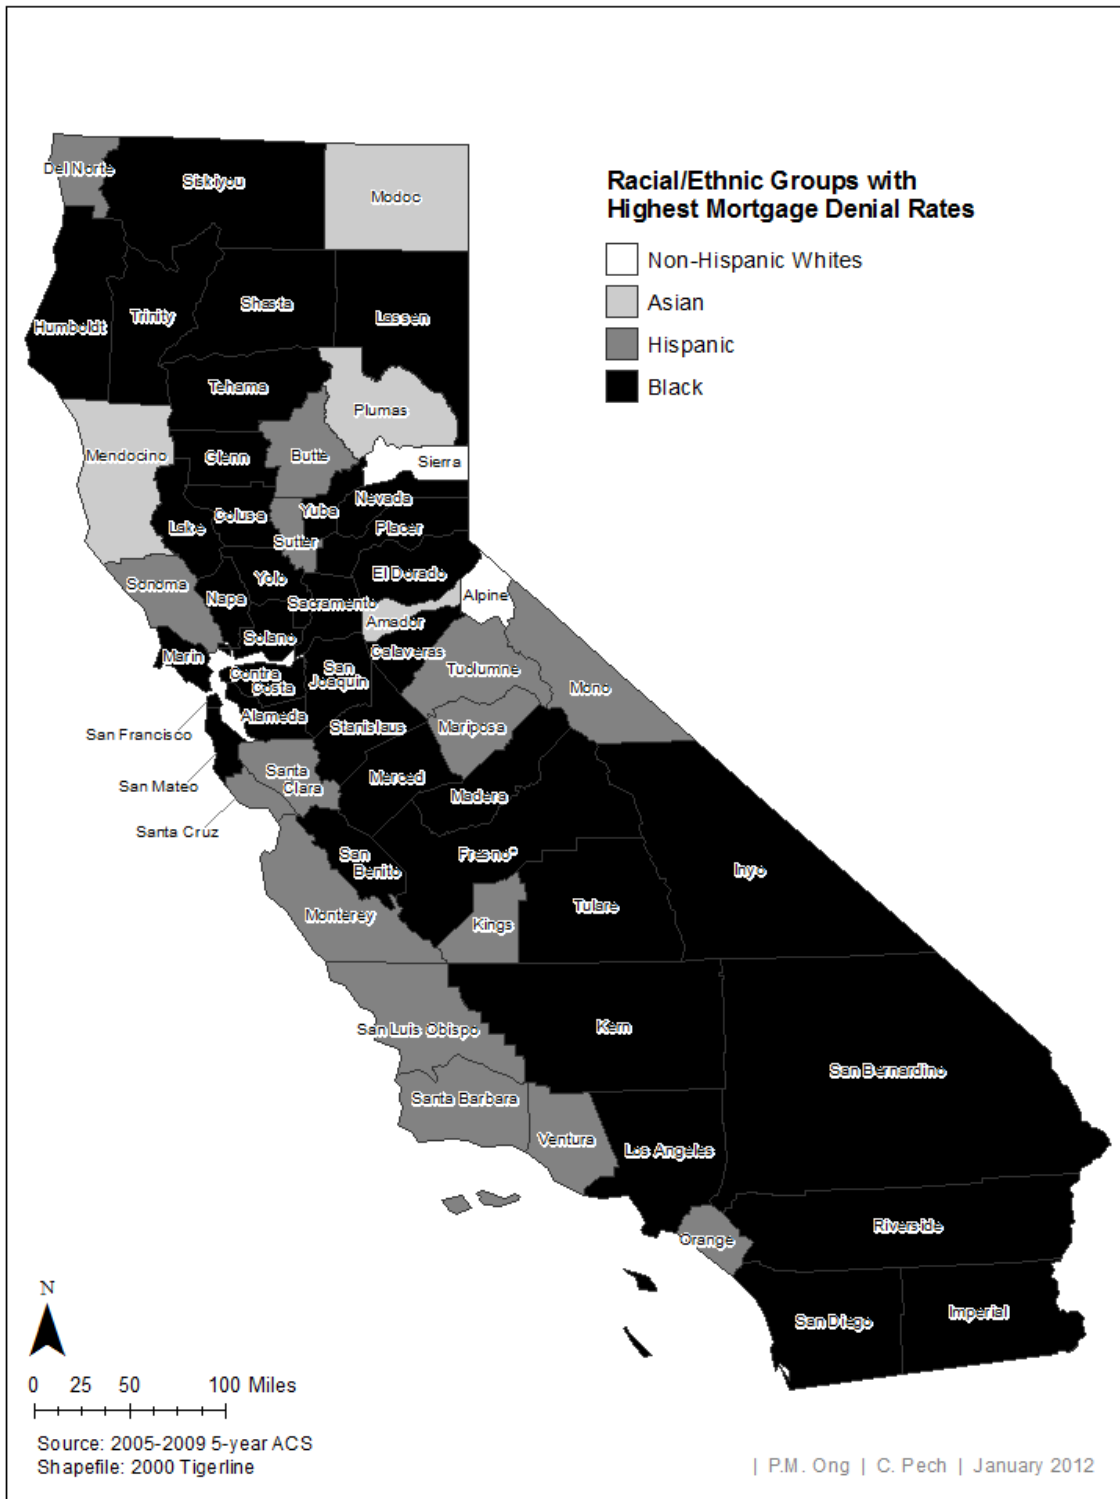 Racial/Ethnic Groups with
Highest Mortgage Denial Rates
Non-Hispanic Whites
Asian
Hispanic
Black
Del Norte
Siskiyou
Modoc
Humboldt
Trinity
Shasta
Lassen
Tehama
Plumas
Mendocino
Glenn
Butte
Sierra
Lake
Colusa
Yuba
Nevada
Placer
Sutter
Sonoma
Napa
Yolo
El Dorado
Sacramento
Alpine
Amador
Solano
Marin
Calaveras
Contra
Costa
San
Joaquin
Tuolumne
Mono
Alameda
Stanislaus
Mariposa
San Francisco
San Mateo
Santa
Clara
Merced
Madera
Santa Cruz
San
Benito
Fresno*
Inyo
Monterey
Kings
Tulare
San Luis Obispo
Kern
San Bernardino
Santa Barbara
Ventura
Los Angeles
Orange
Riverside
San Diego
Imperial
N
0 25 50 100 Miles
Source: 2005-2009 5-year ACS
Shapefile: 2000 Tigerline
| P.M. Ong | C. Pech | January 2012